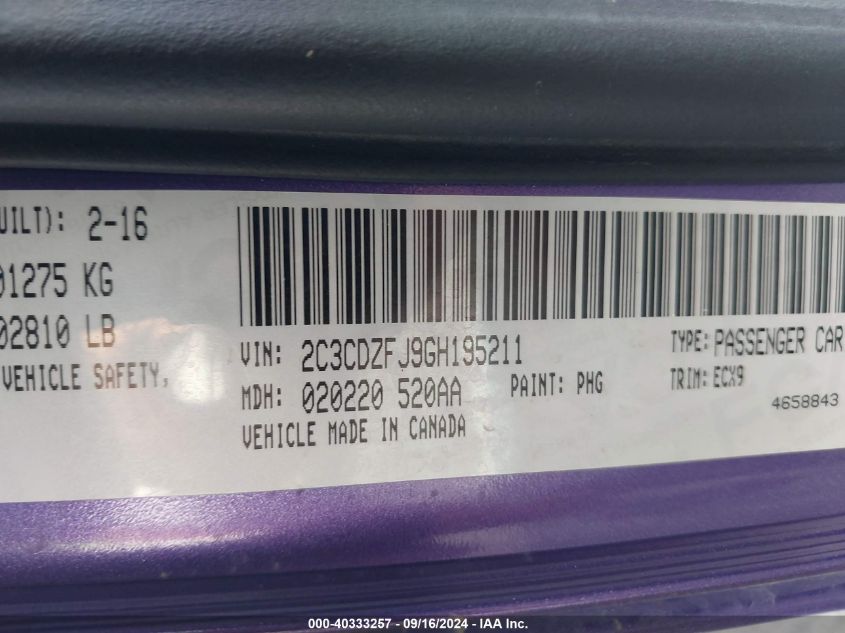 UILT): 2-16
01275 KG
02810 LB
VEHICLE SAFETY,
VIN: 2C3CDZFJ9GH195211
TYPE: PASSENGER CAR
MDH: 020220 520AA
PAINT: PHG
TRIM: ECX9
4658843
VEHICLE MADE IN CANADA
000-40333257 - 09/16/2024 - IAA Inc.